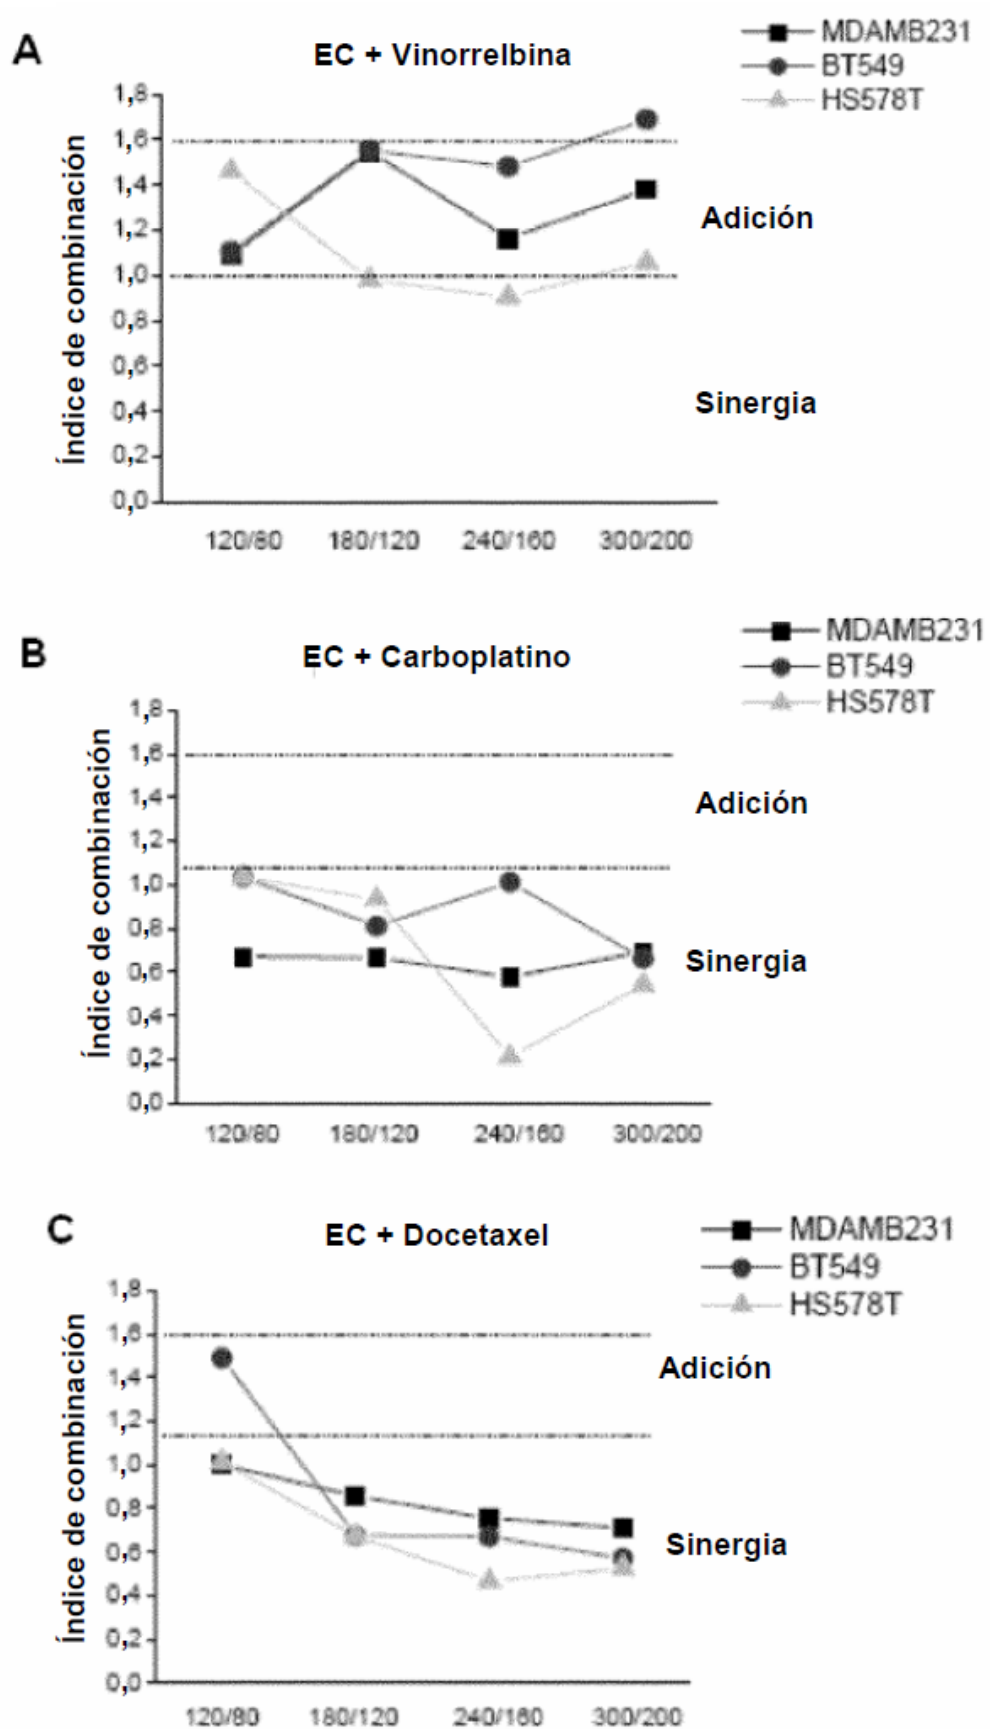 A
EC + Vinorrelbina
MDAMB231
BT549
HS578T
Índice de combinación
1,8
1,6
1,4
1,2
1,0
0,8
0,6
0,4
0,2
0,0
Adición
Sinergia
120/80 180/120 240/160 300/200
B
EC + Carboplatino
MDAMB231
BT549
HS578T
Índice de combinación
1,8
1,6
1,4
1,2
1,0
0,8
0,6
0,4
0,2
0,0
Adición
Sinergia
120/80 180/120 240/160 300/200
C
EC + Docetaxel
MDAMB231
BT549
HS578T
Índice de combinación
1,8
1,6
1,4
1,2
1,0
0,8
0,6
0,4
0,2
0,0
Adición
Sinergia
120/80 180/120 240/160 300/200